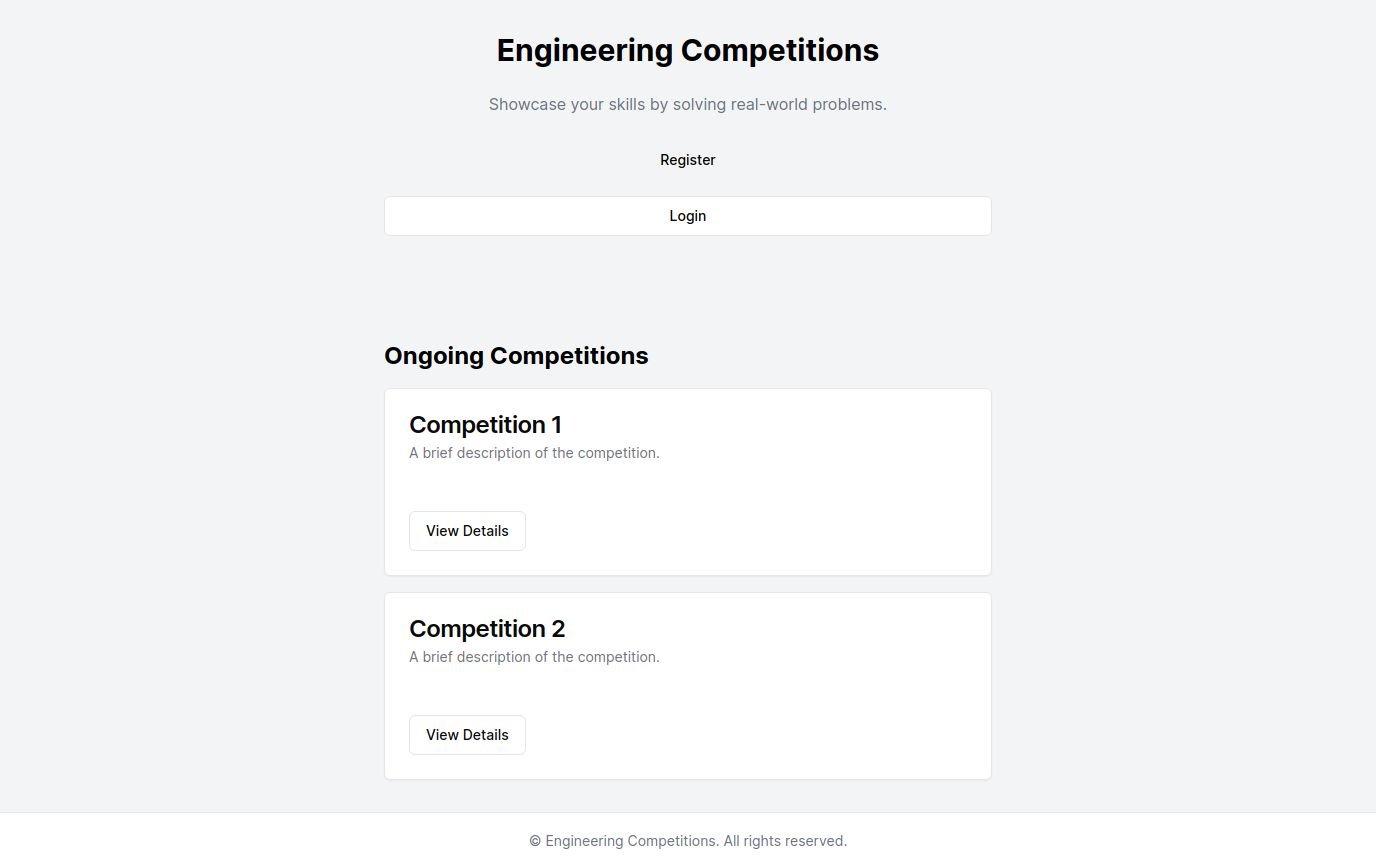 Engineering Competitions
Showcase your skills by solving real-world problems.
Register
Login
Ongoing Competitions
Competition 1
A brief description of the competition.
View Details
Competition 2
A brief description of the competition.
View Details
© Engineering Competitions. All rights reserved.